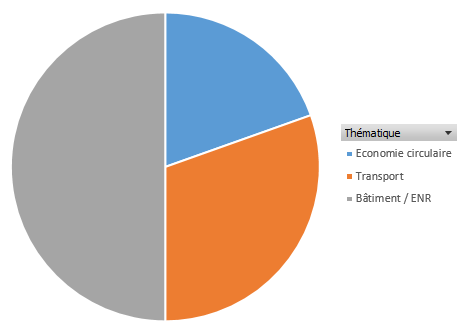 Thématique
Economie circulaire
Transport
Bâtiment / ENR